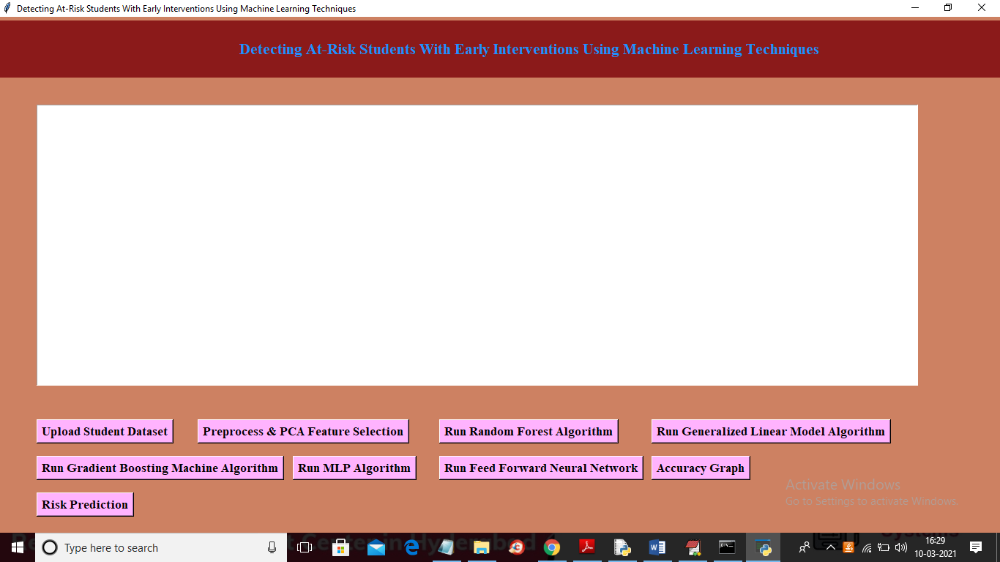 Detecting At-Risk Students With Early Interventions Using Machine Learning Techniques
Detecting At-Risk Students With Early Interventions Using Machine Learning Techniques
Upload Student Dataset
Preprocess & PCA Feature Selection
Run Random Forest Algorithm
Run Generalized Linear Model Algorithm
Run Gradient Boosting Machine Algorithm
Run MLP Algorithm
Run Feed Forward Neural Network
Accuracy Graph
Activate Windows
Go to Settings to activate Windows.
Risk Prediction
Type here to search
Systems
16:29
10-03-2021